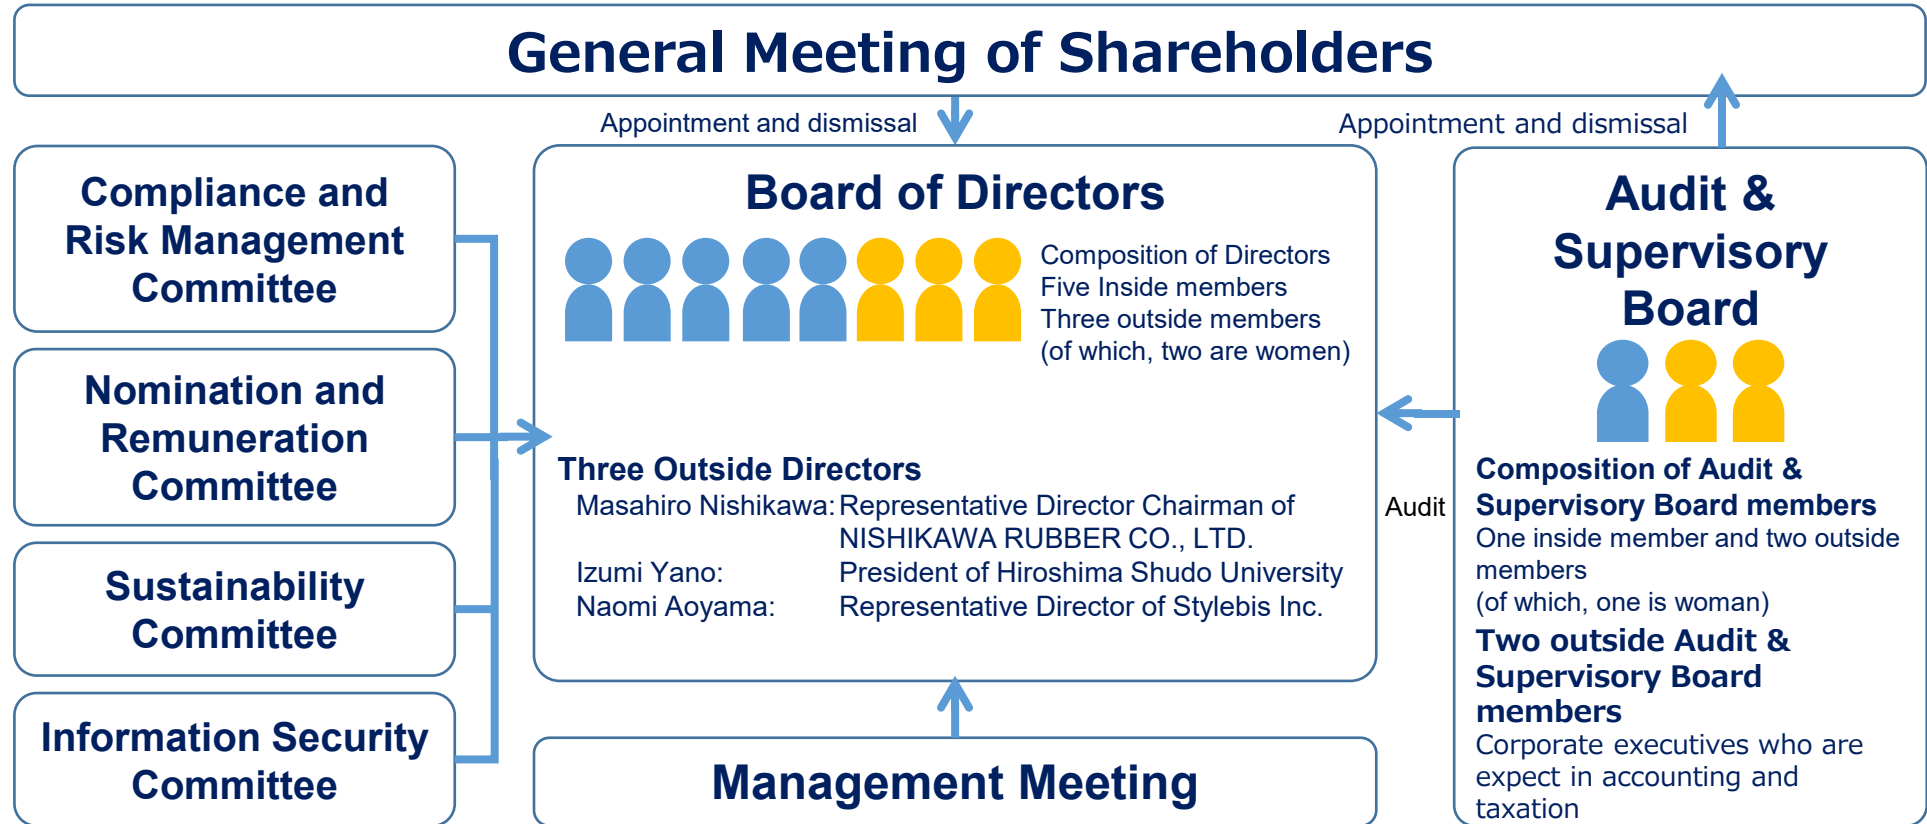 General Meeting of Shareholders
Appointment and dismissal
Appointment and dismissal
Compliance and
Risk Management
Committee
Nomination and
Remuneration
Committee
Sustainability
Committee
Information Security
Committee
Board of Directors
Composition of Directors
Five Inside members
Three outside members
(of which, two are women)
Three Outside Directors
Masahiro Nishikawa: Representative Director Chairman of
NISHIKAWA RUBBER CO., LTD.
Izumi Yano: President of Hiroshima Shudo University
Naomi Aoyama: Representative Director of Stylebis Inc.
Management Meeting
Audit
Audit &
Supervisory
Board
Composition of Audit &
Supervisory Board members
One inside member and two outside
members
(of which, one is woman)
Two outside Audit &
Supervisory Board
members
Corporate executives who are
expect in accounting and
taxation